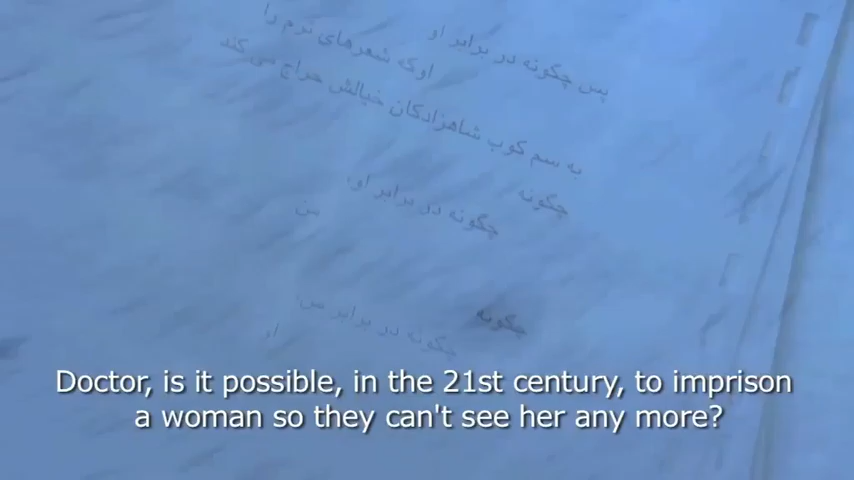 پس چگونه در برابر او
اوکه شعرهای نرم را
به سم کوب شاهزادگان خیالش حراج می‌کند
چگونه
چگونه در برابر او،
من
چگونه
چگونه در برابر من،
او
Doctor, is it possible, in the 21st century, to imprison
a woman so they can't see her any more?